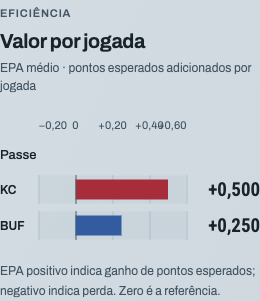 EFICIÊNCIA
Valor por jogada
EPA médio · pontos esperados adicionados por
jogada
−0,20 0 +0,20 +0,40 +0,60
Passe
KC +0,500
BUF +0,250
EPA positivo indica ganho de pontos esperados;
negativo indica perda. Zero é a referência.